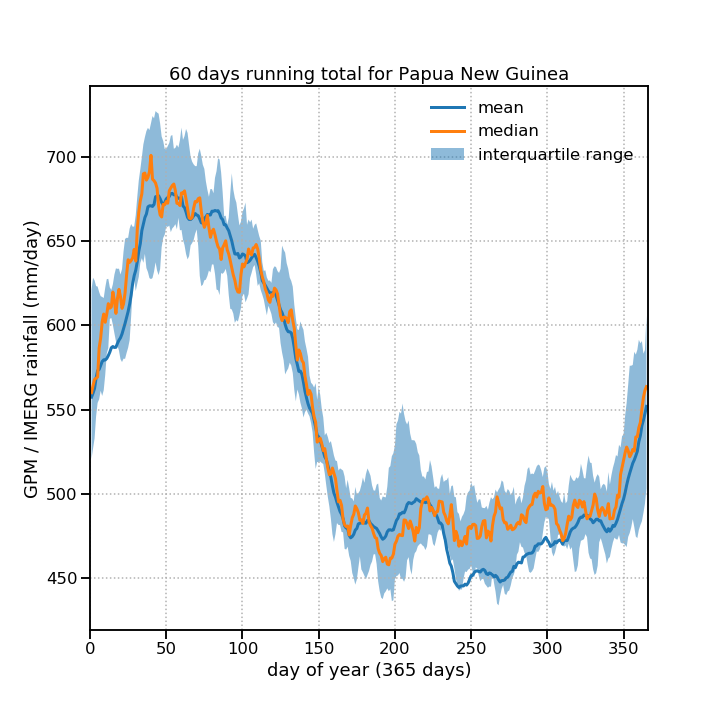 60 days running total for Papua New Guinea
mean
median
interquartile range
GPM / IMERG rainfall (mm/day)
700
650
600
550
500
450
0 50 100 150 200 250 300 350
day of year (365 days)